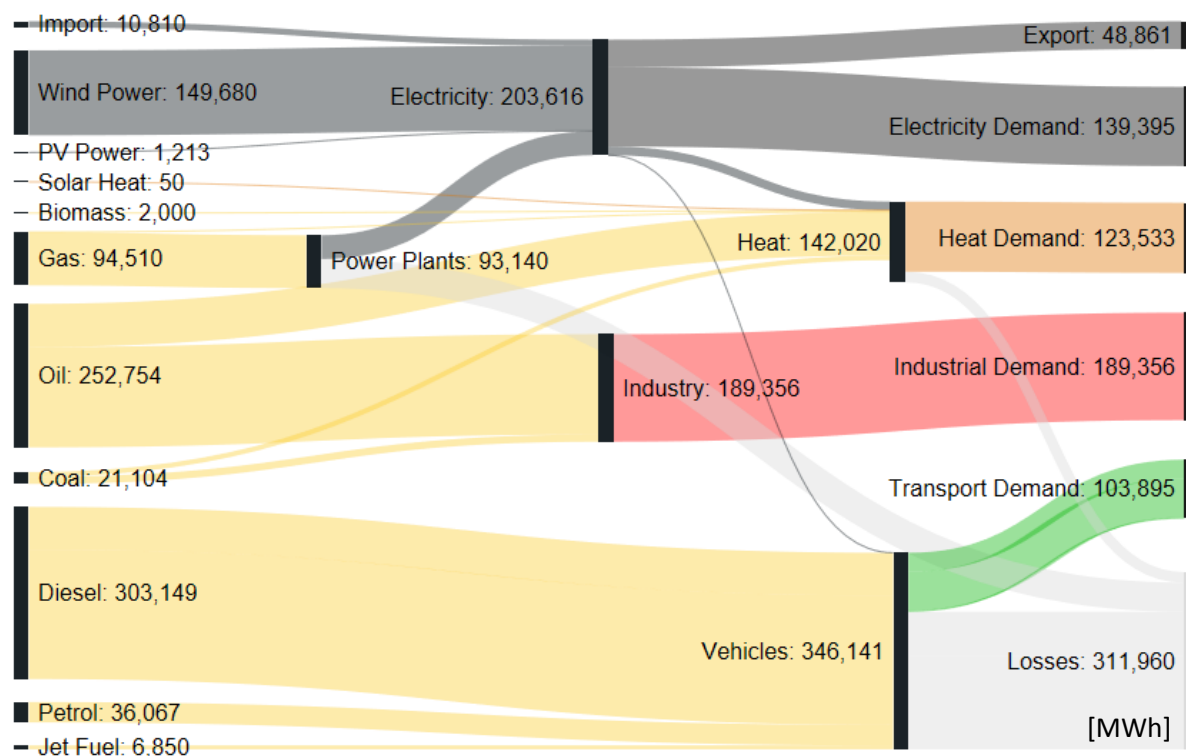 Import: 10,810
Wind Power: 149,680
PV Power: 1,213
Solar Heat: 50
Biomass: 2,000
Gas: 94,510
Oil: 252,754
Coal: 21,104
Diesel: 303,149
Petrol: 36,067
Jet Fuel: 6,850
Power Plants: 93,140
Electricity: 203,616
Industry: 189,356
Heat: 142,020
Vehicles: 346,141
Export: 48,861
Electricity Demand: 139,395
Heat Demand: 123,533
Industrial Demand: 189,356
Transport Demand: 103,895
Losses: 311,960
[MWh]